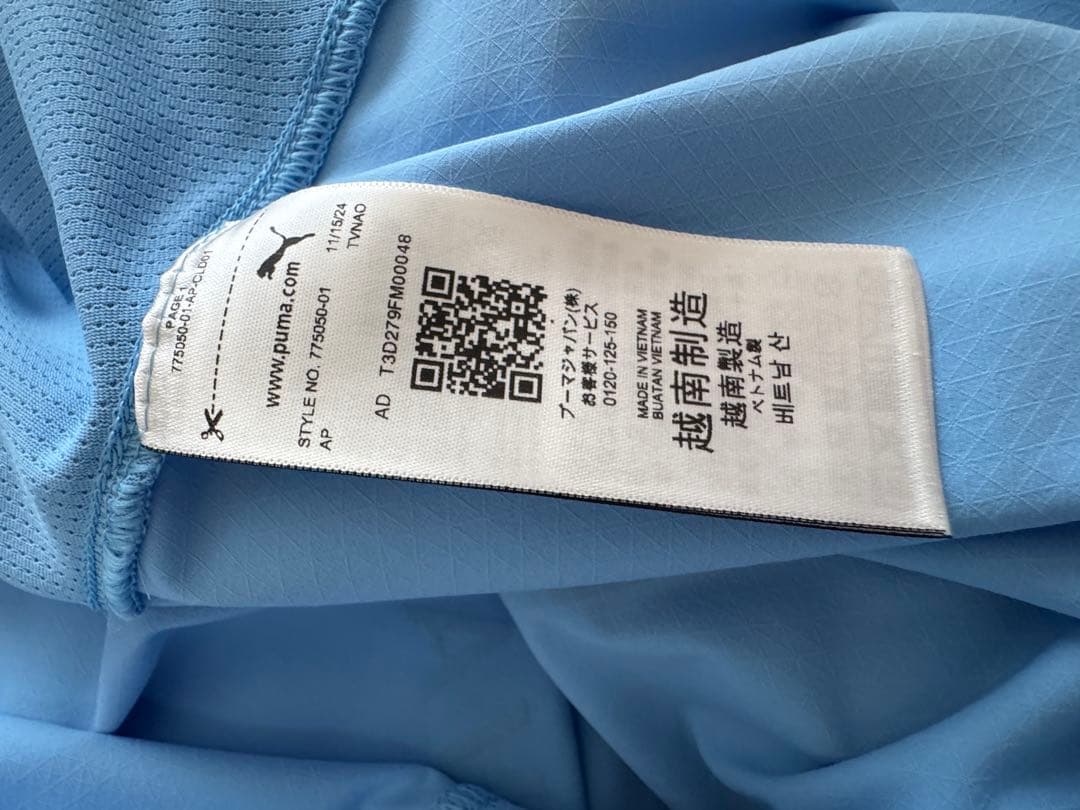 PAGE 1
775050-01-AP-CLD01
www.puma.com
STYLE NO. 775050-01 11/15/24
AP TVNAO
AD T3D279FM00048
プーマジャパン(株)
お客様サービス
0120-125-150
MADE IN VIETNAM
BUATAN VIETNAM
越南制造
越南製造
ベトナム製
베트남 산